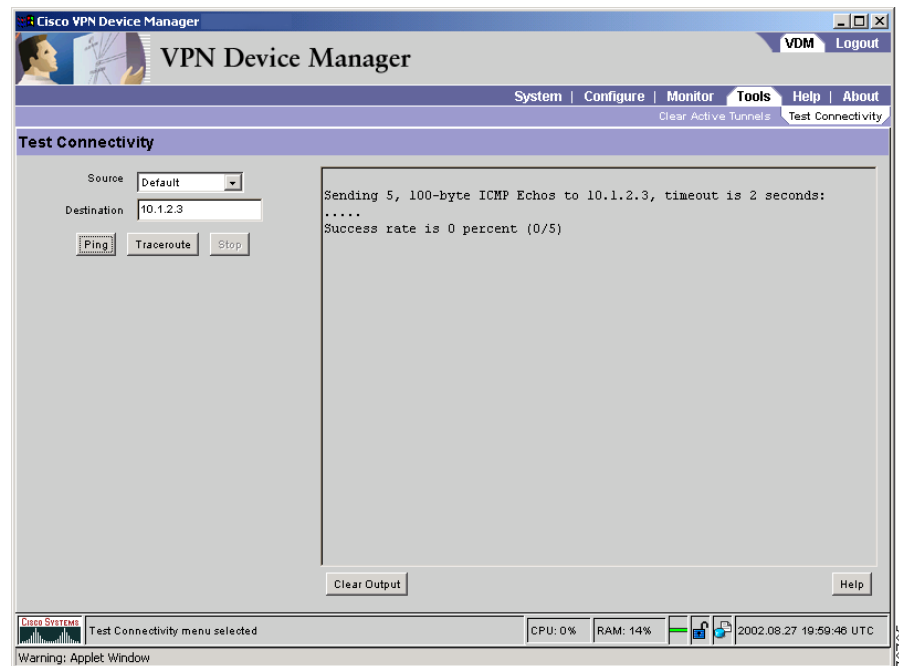 Cisco VPN Device Manager
VPN Device Manager
VDM Logout
System | Configure | Monitor Tools Help | About
Clear Active Tunnels Test Connectivity
Test Connectivity
Source Default
Destination 10.1.2.3
Ping Traceroute Stop
Sending 5, 100-byte ICMP Echos to 10.1.2.3, timeout is 2 seconds:
.....
Success rate is 0 percent (0/5)
Clear Output Help
CISCO SYSTEMS
Test Connectivity menu selected
CPU: 0% RAM: 14% 2002.08.27 19:59:46 UTC
Warning: Applet Window